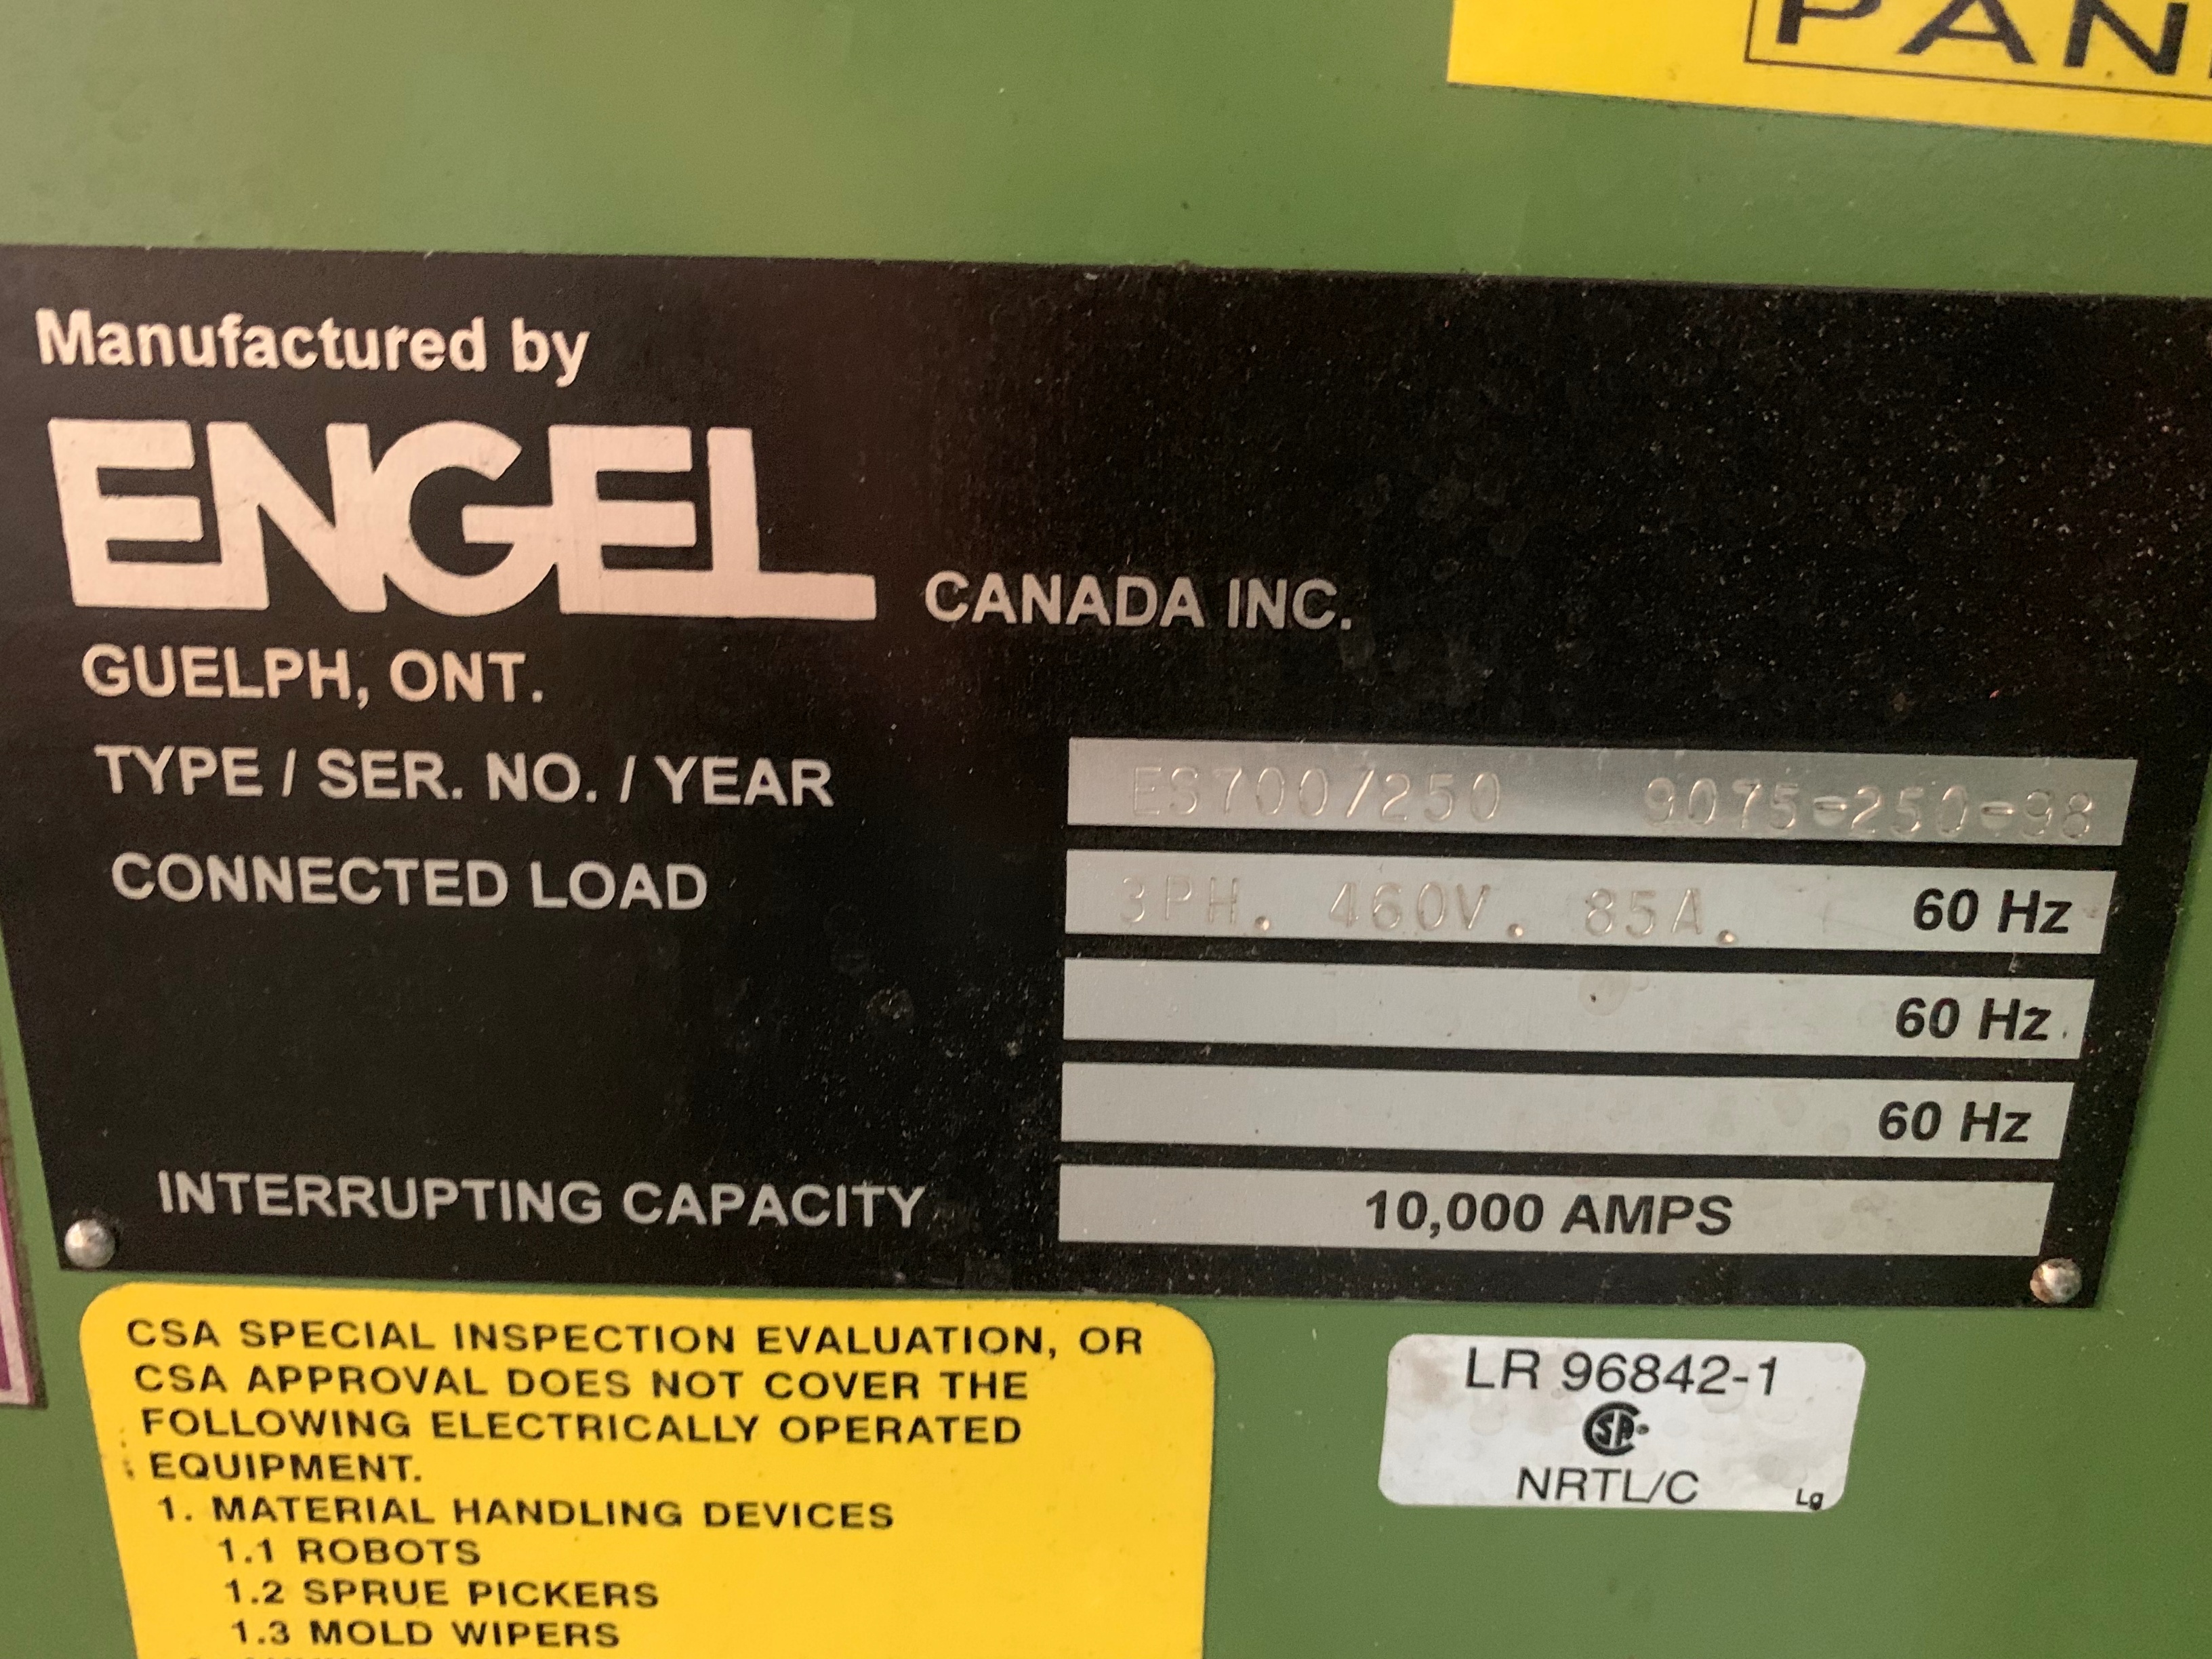 PAN
Manufactured by
ENGEL CANADA INC.
GUELPH, ONT.
TYPE / SER. NO. / YEAR ES700/250 9075-250-98
CONNECTED LOAD 3PH. 460V. 85A. 60 Hz
60 Hz
60 Hz
INTERRUPTING CAPACITY 10,000 AMPS
CSA SPECIAL INSPECTION EVALUATION, OR
CSA APPROVAL DOES NOT COVER THE
FOLLOWING ELECTRICALLY OPERATED
EQUIPMENT.
1. MATERIAL HANDLING DEVICES
1.1 ROBOTS
1.2 SPRUE PICKERS
1.3 MOLD WIPERS
LR 96842-1
NRTL/C Lg